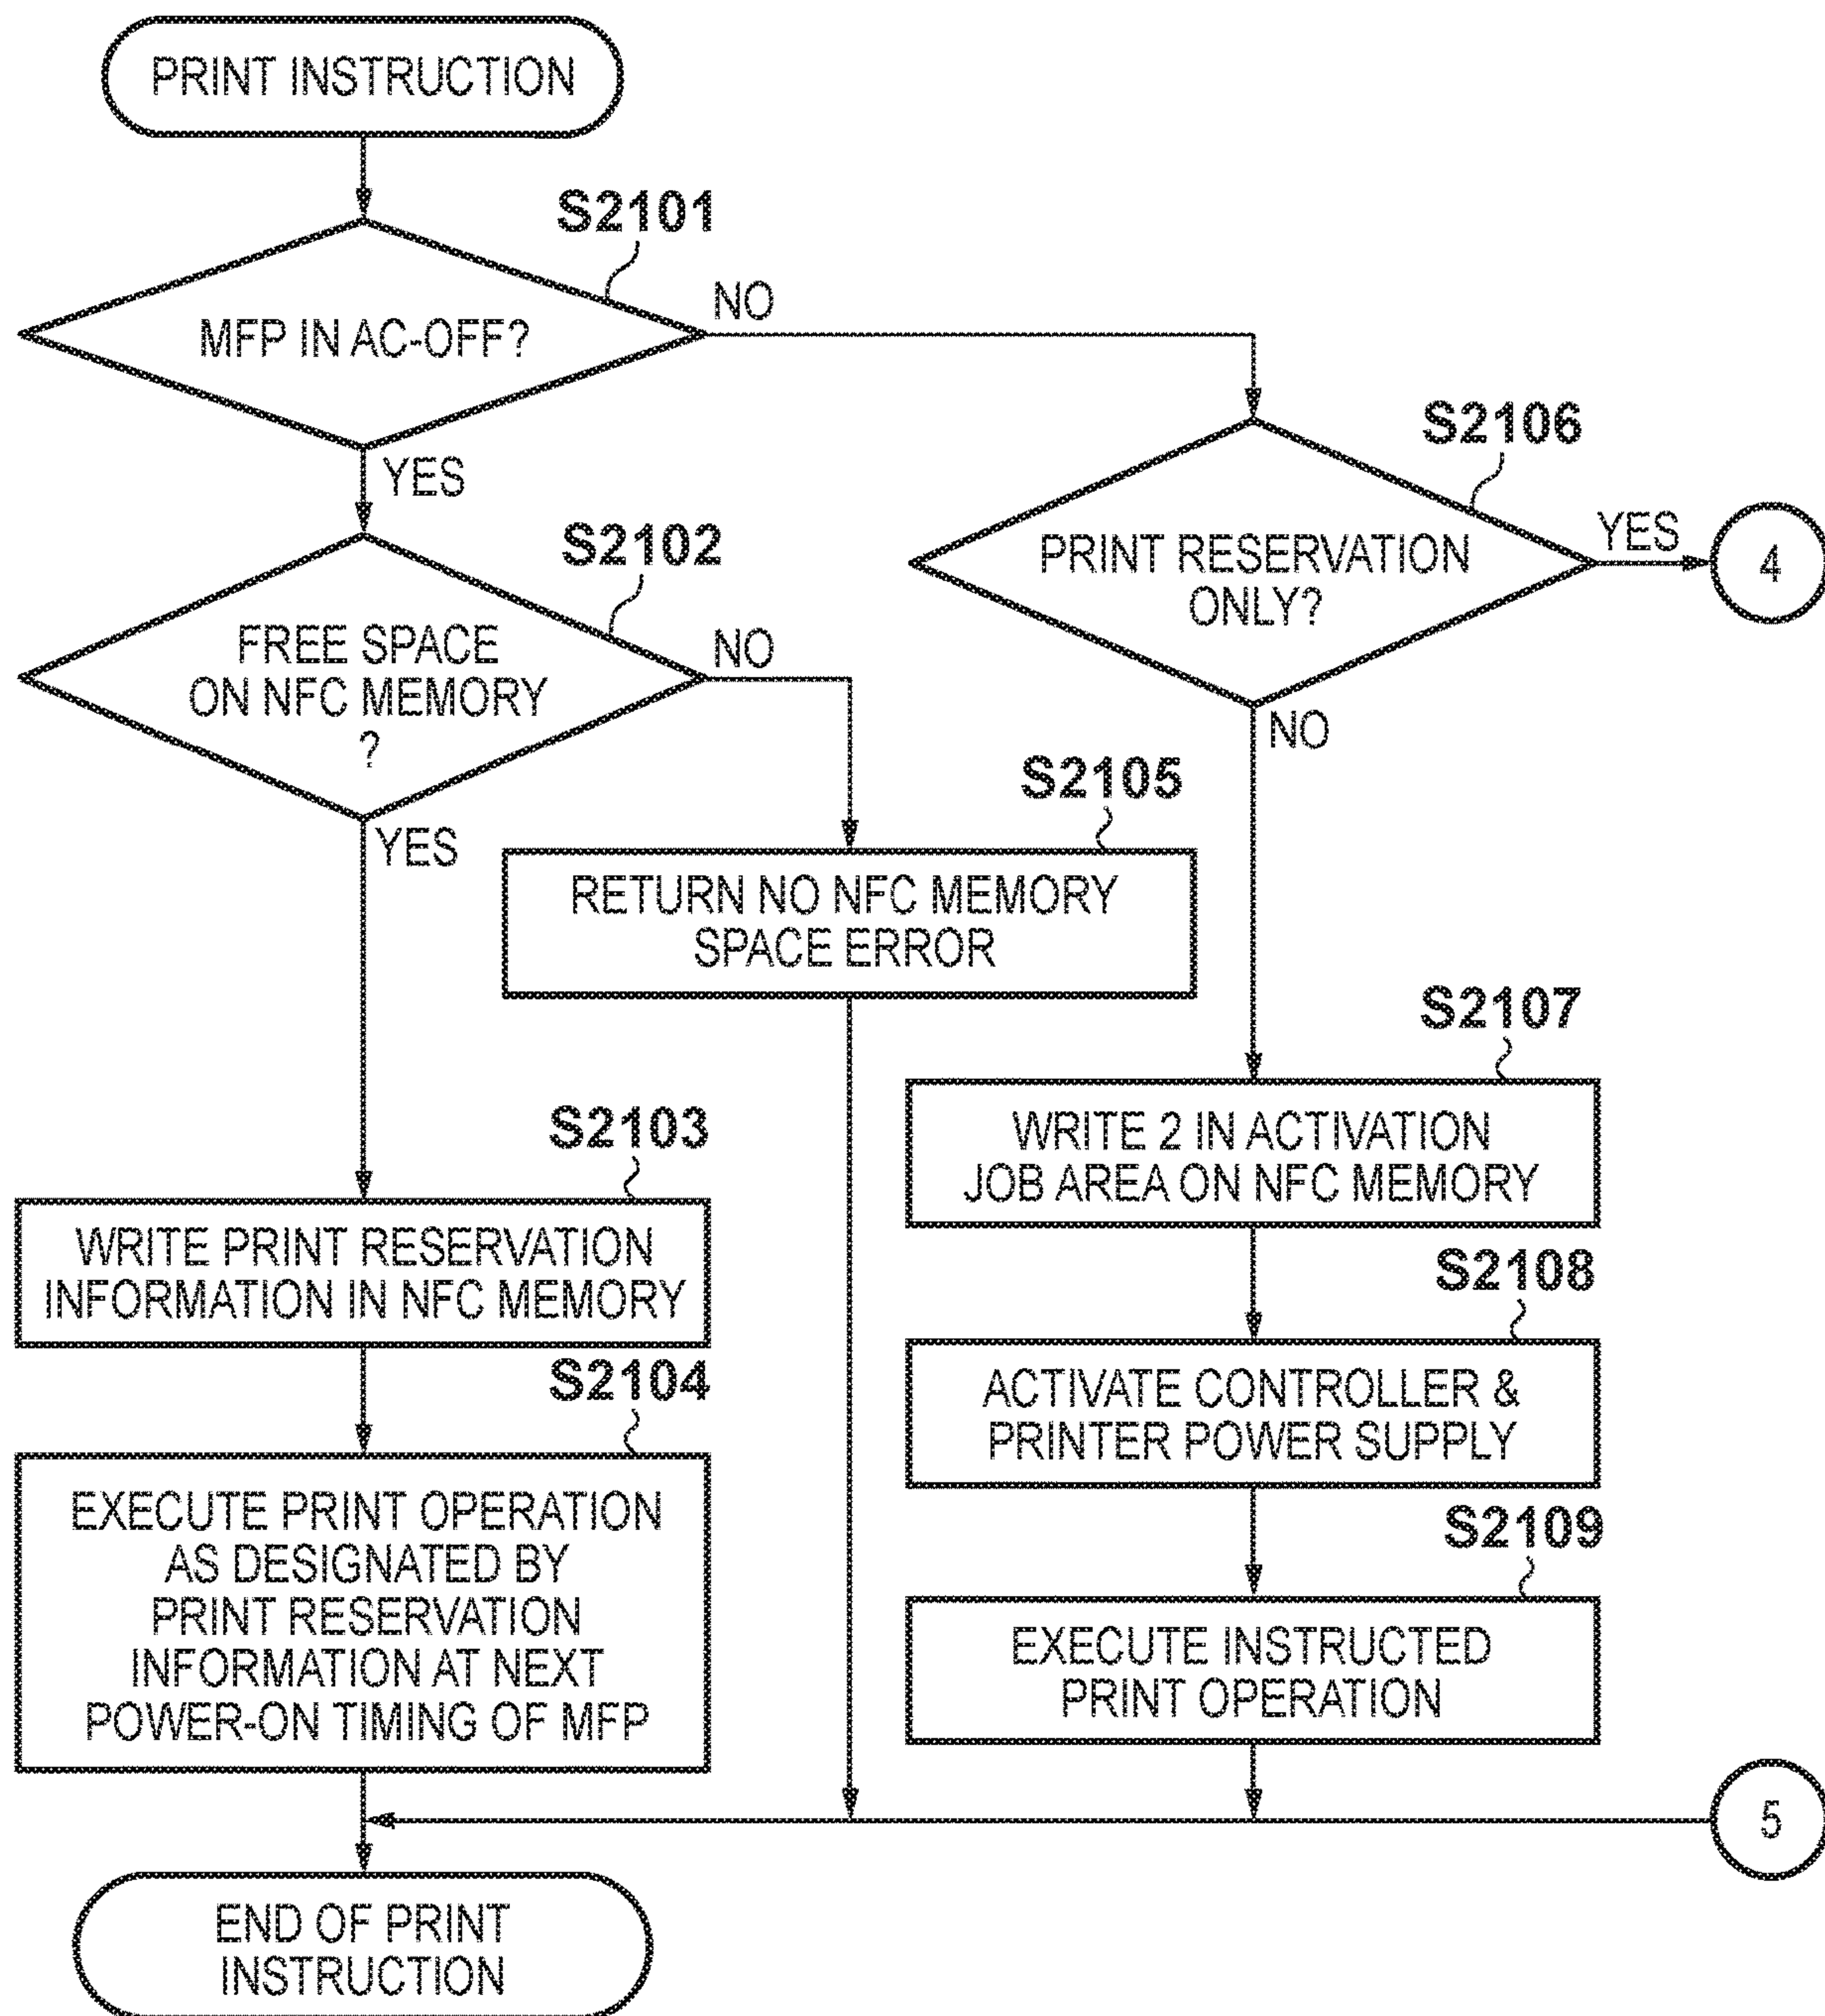 PRINT INSTRUCTION
S2101
MFP IN AC-OFF?
NO
YES
S2106
PRINT RESERVATION
ONLY?
YES
4
NO
S2102
FREE SPACE
ON NFC MEMORY
?
NO
YES
S2105
RETURN NO NFC MEMORY
SPACE ERROR
S2107
WRITE 2 IN ACTIVATION
JOB AREA ON NFC MEMORY
S2103
WRITE PRINT RESERVATION
INFORMATION IN NFC MEMORY
S2108
ACTIVATE CONTROLLER &
PRINTER POWER SUPPLY
S2104
EXECUTE PRINT OPERATION
AS DESIGNATED BY
PRINT RESERVATION
INFORMATION AT NEXT
POWER-ON TIMING OF MFP
S2109
EXECUTE INSTRUCTED
PRINT OPERATION
5
END OF PRINT
INSTRUCTION